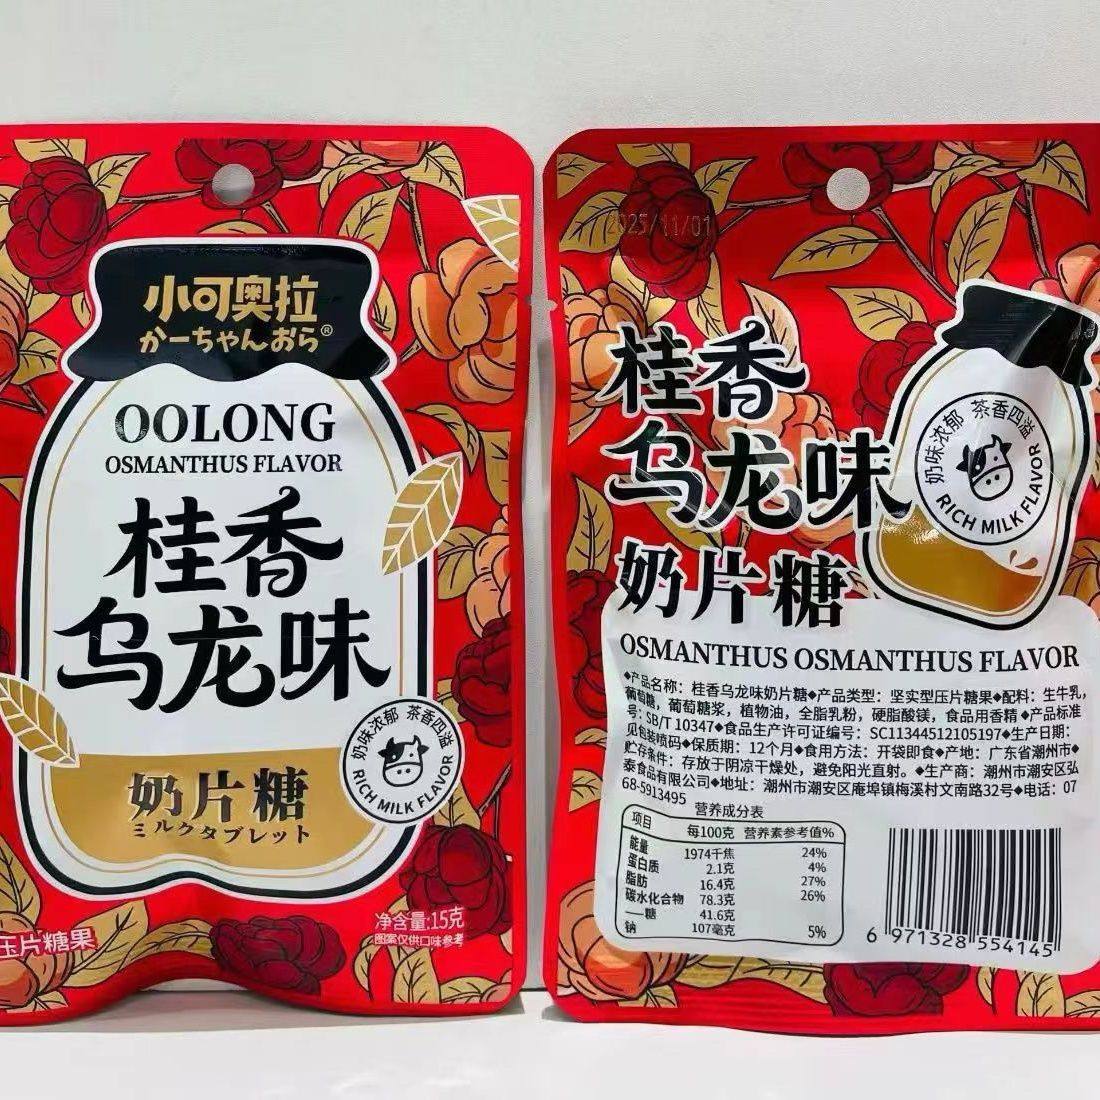 小可奥拉
かーちゃんおら®
OOLONG
OSMANTHUS FLAVOR
桂香
乌龙味
奶味浓郁 茶香四溢
RICH MILK FLAVOR
奶片糖
ミルクタブレット
净含量:15克
图案仅供口味参考
压片糖果
2025/11/01
桂香
乌龙味
奶片糖
奶味浓郁 茶香四溢
RICH MILK FLAVOR
OSMANTHUS OSMANTHUS FLAVOR
◆产品名称：桂香乌龙味奶片糖◆产品类型：坚实型压片糖果◆配料：生牛乳，
葡萄糖，葡萄糖浆，植物油，全脂乳粉，硬脂酸镁，食品用香精◆产品标准
号：SB/T 10347◆食品生产许可证编号：SC11344512105197◆生产日期：
见包装喷码◆保质期：12个月◆食用方法：开袋即食◆产地：广东省潮州市◆
贮存条件：存放于阴凉干燥处，避免阳光直射。◆生产商：潮州市潮安区弘
泰食品有限公司◆地址：潮州市潮安区庵埠镇梅溪村文南路32号◆电话：07
68-5913495
营养成分表
项目 每100克 营养素参考值%
能量 1974千焦 24%
蛋白质 2.1克 4%
脂肪 16.4克 27%
碳水化合物 78.3克 26%
——糖 41.6克
钠 107毫克 5%
6 971328 554145